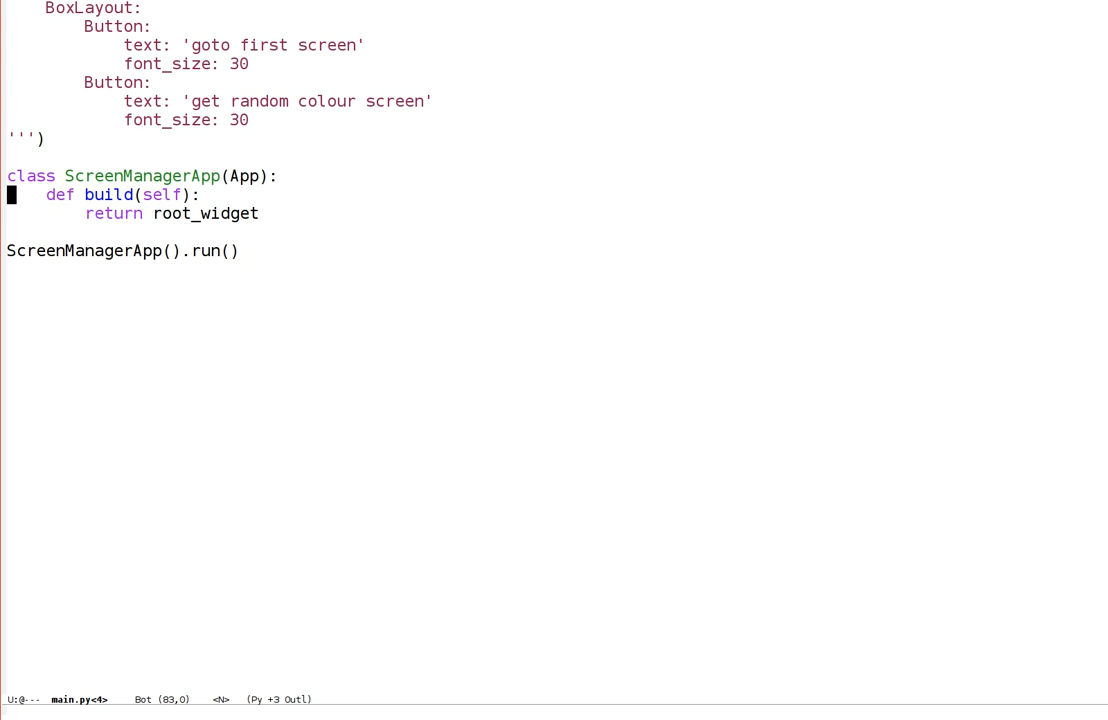 BoxLayout:
Button:
text: 'goto first screen'
font_size: 30
Button:
text: 'get random colour screen'
font_size: 30
''')
class ScreenManagerApp(App):
def build(self):
return root_widget
ScreenManagerApp().run()
U:@--- main.py<4> Bot (83,0) <N> (Py +3 Outl)